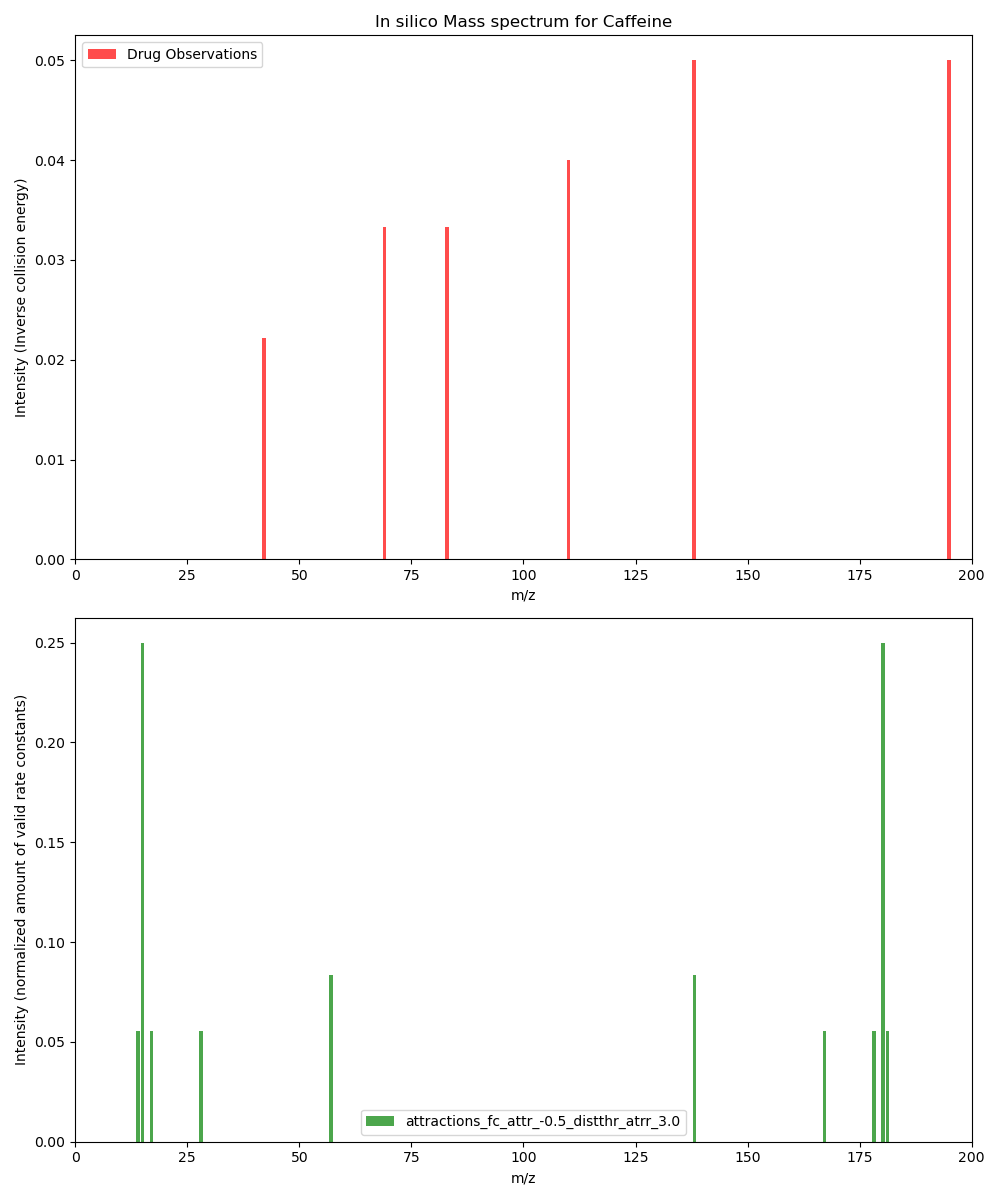 In silico Mass spectrum for Caffeine
Drug Observations
Intensity (Inverse collision energy)
0.05
0.04
0.03
0.02
0.01
0.00
0 25 50 75 100 125 150 175 200
m/z
Intensity (normalized amount of valid rate constants)
0.25
0.20
0.15
0.10
0.05
0.00
attractions_fc_attr_-0.5_distthr_atrr_3.0
0 25 50 75 100 125 150 175 200
m/z